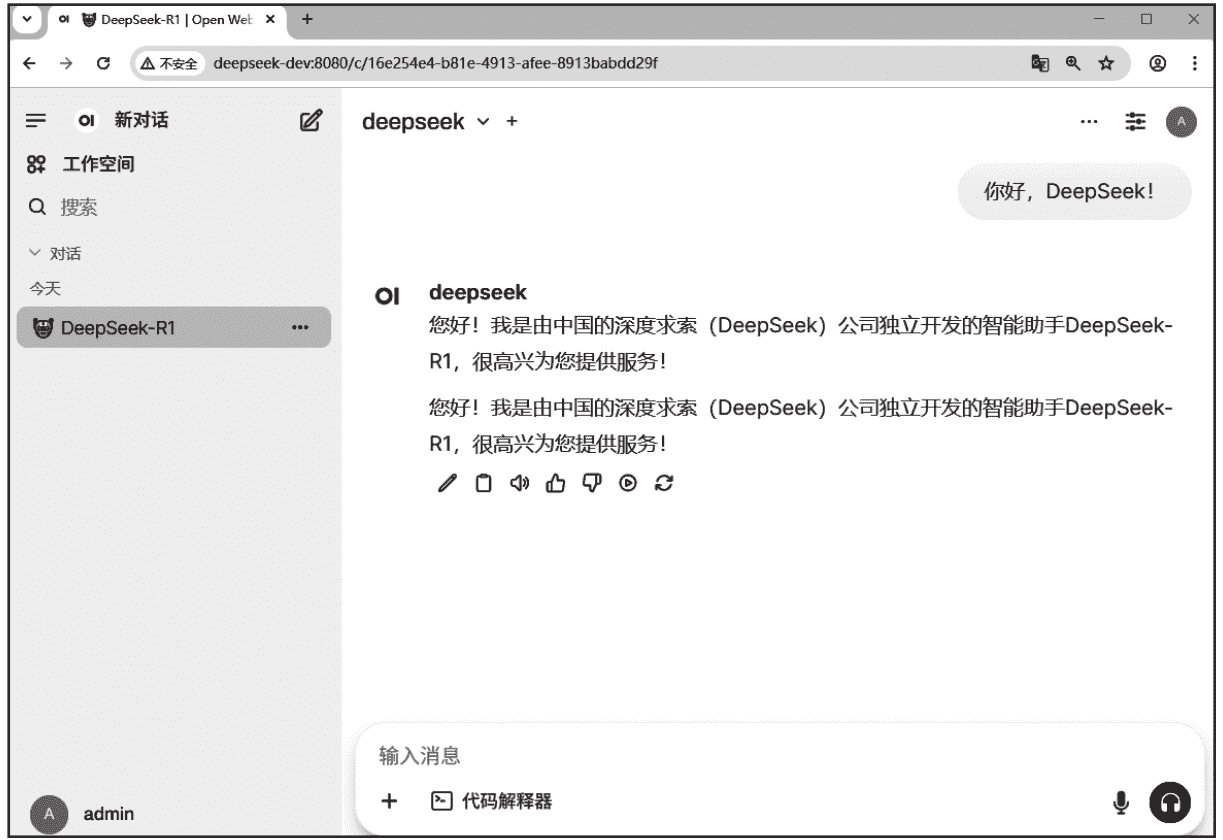 DeepSeek-R1 | Open Web
不安全 deepseek-dev:8080/c/16e254e4-b81e-4913-afee-8913babdd29f
OI 新对话
工作空间
搜索
对话
今天
DeepSeek-R1
admin
A
deepseek
A
你好，DeepSeek！
OI deepseek
您好！我是由中国的深度求索（DeepSeek）公司独立开发的智能助手DeepSeek-
R1，很高兴为您提供服务！
您好！我是由中国的深度求索（DeepSeek）公司独立开发的智能助手DeepSeek-
R1，很高兴为您提供服务！
输入消息
代码解释器